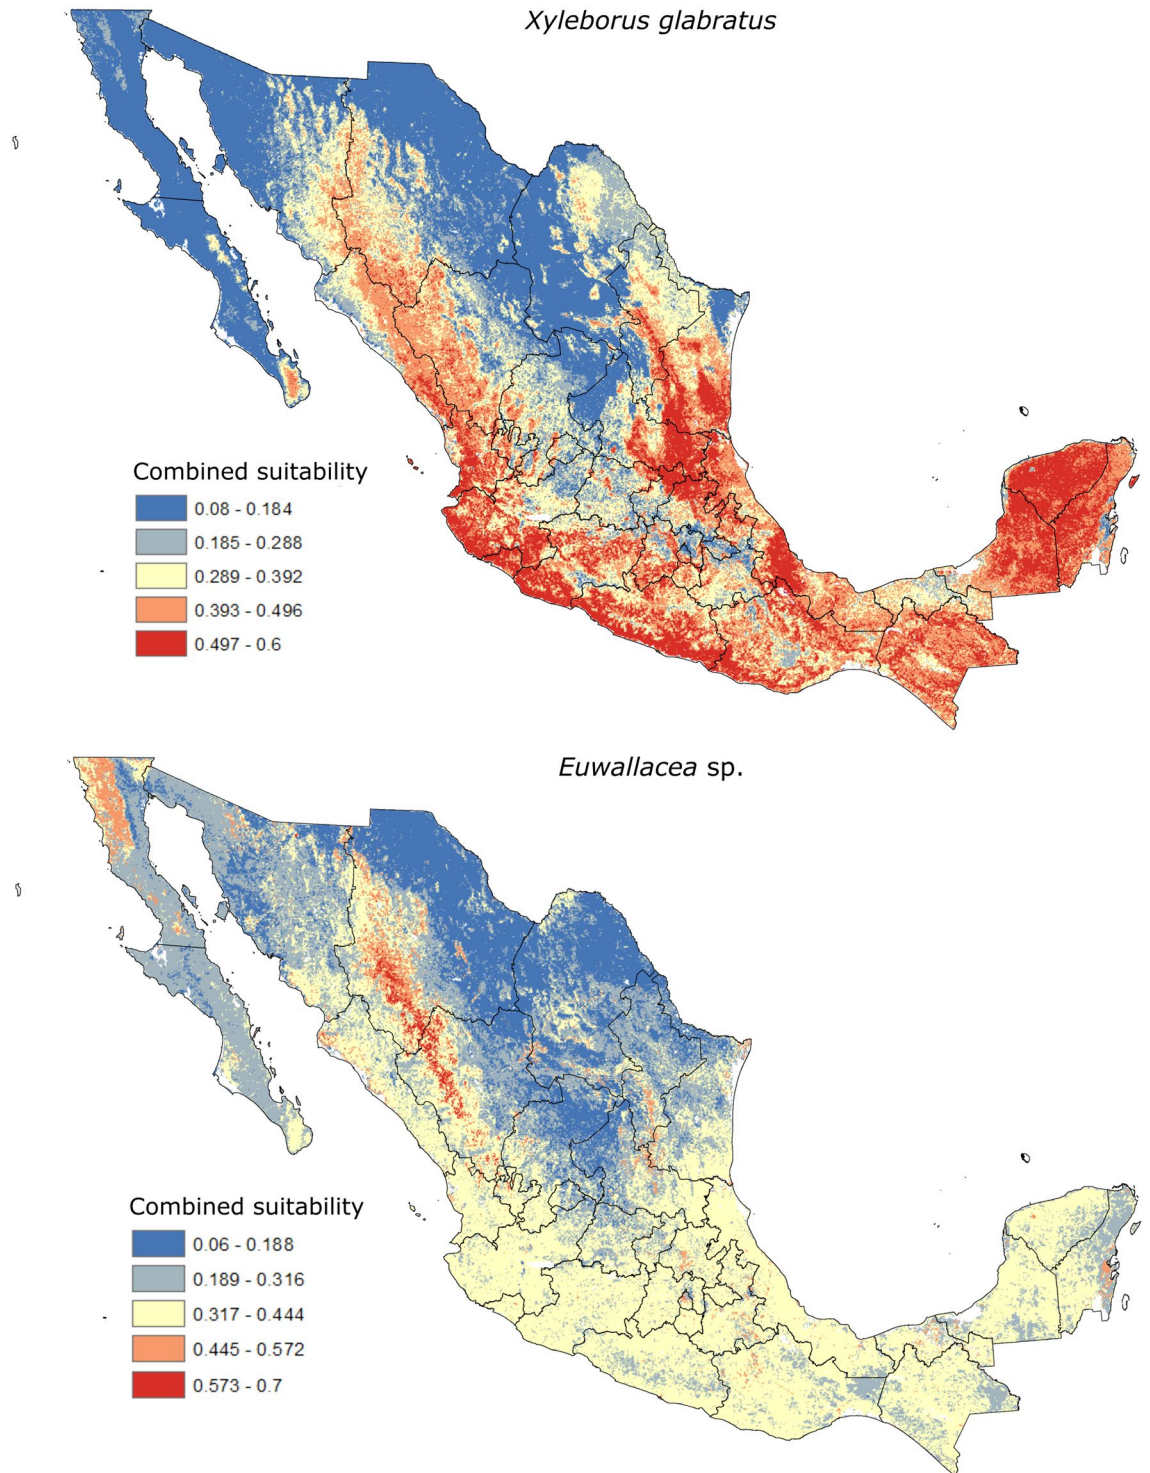 Xyleborus glabratus
Combined suitability
0.08 - 0.184
0.185 - 0.288
0.289 - 0.392
0.393 - 0.496
0.497 - 0.6
Euwallacea sp.
Combined suitability
0.06 - 0.188
0.189 - 0.316
0.317 - 0.444
0.445 - 0.572
0.573 - 0.7